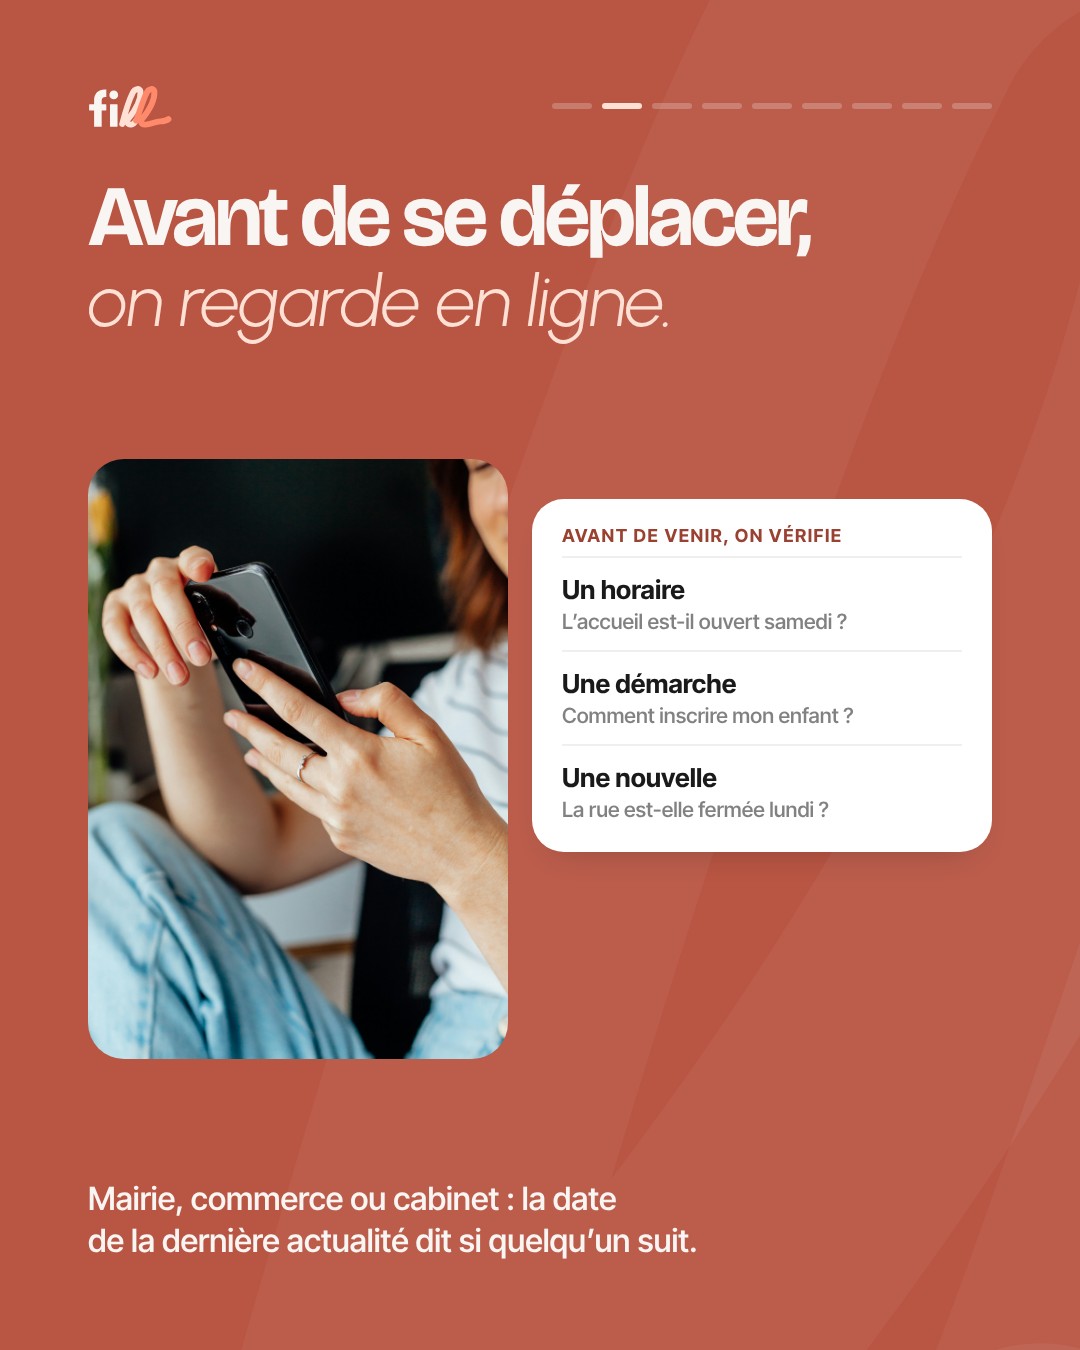 fill
Avant de se déplacer,
on regarde en ligne.
AVANT DE VENIR, ON VÉRIFIE
Un horaire
L’accueil est-il ouvert samedi ?
Une démarche
Comment inscrire mon enfant ?
Une nouvelle
La rue est-elle fermée lundi ?
Mairie, commerce ou cabinet : la date
de la dernière actualité dit si quelqu’un suit.